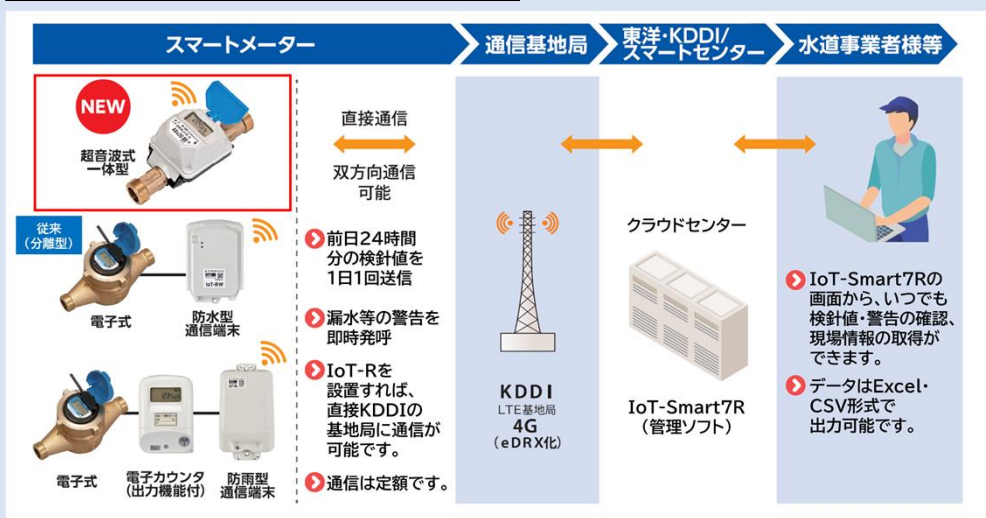 スマートメーター
通信基地局
東洋・KDDI/
スマートセンター
水道事業者様等
NEW
超音波式
一体型
従来
(分離型)
IoT-RW
電子式
防水型
通信端末
電子式
電子カウンタ
(出力機能付)
防雨型
通信端末
直接通信
双方向通信
可能
前日24時間
分の検針値を
1日1回送信
漏水等の警告を
即時発呼
IoT-Rを
設置すれば、
直接KDDIの
基地局に通信が
可能です。
通信は定額です。
KDDI
LTE基地局
4G
(eDRX化)
クラウドセンター
IoT-Smart7R
(管理ソフト)
IoT-Smart7Rの
画面から、いつでも
検針値・警告の確認、
現場情報の取得が
できます。
データはExcel・
CSV形式で
出力可能です。